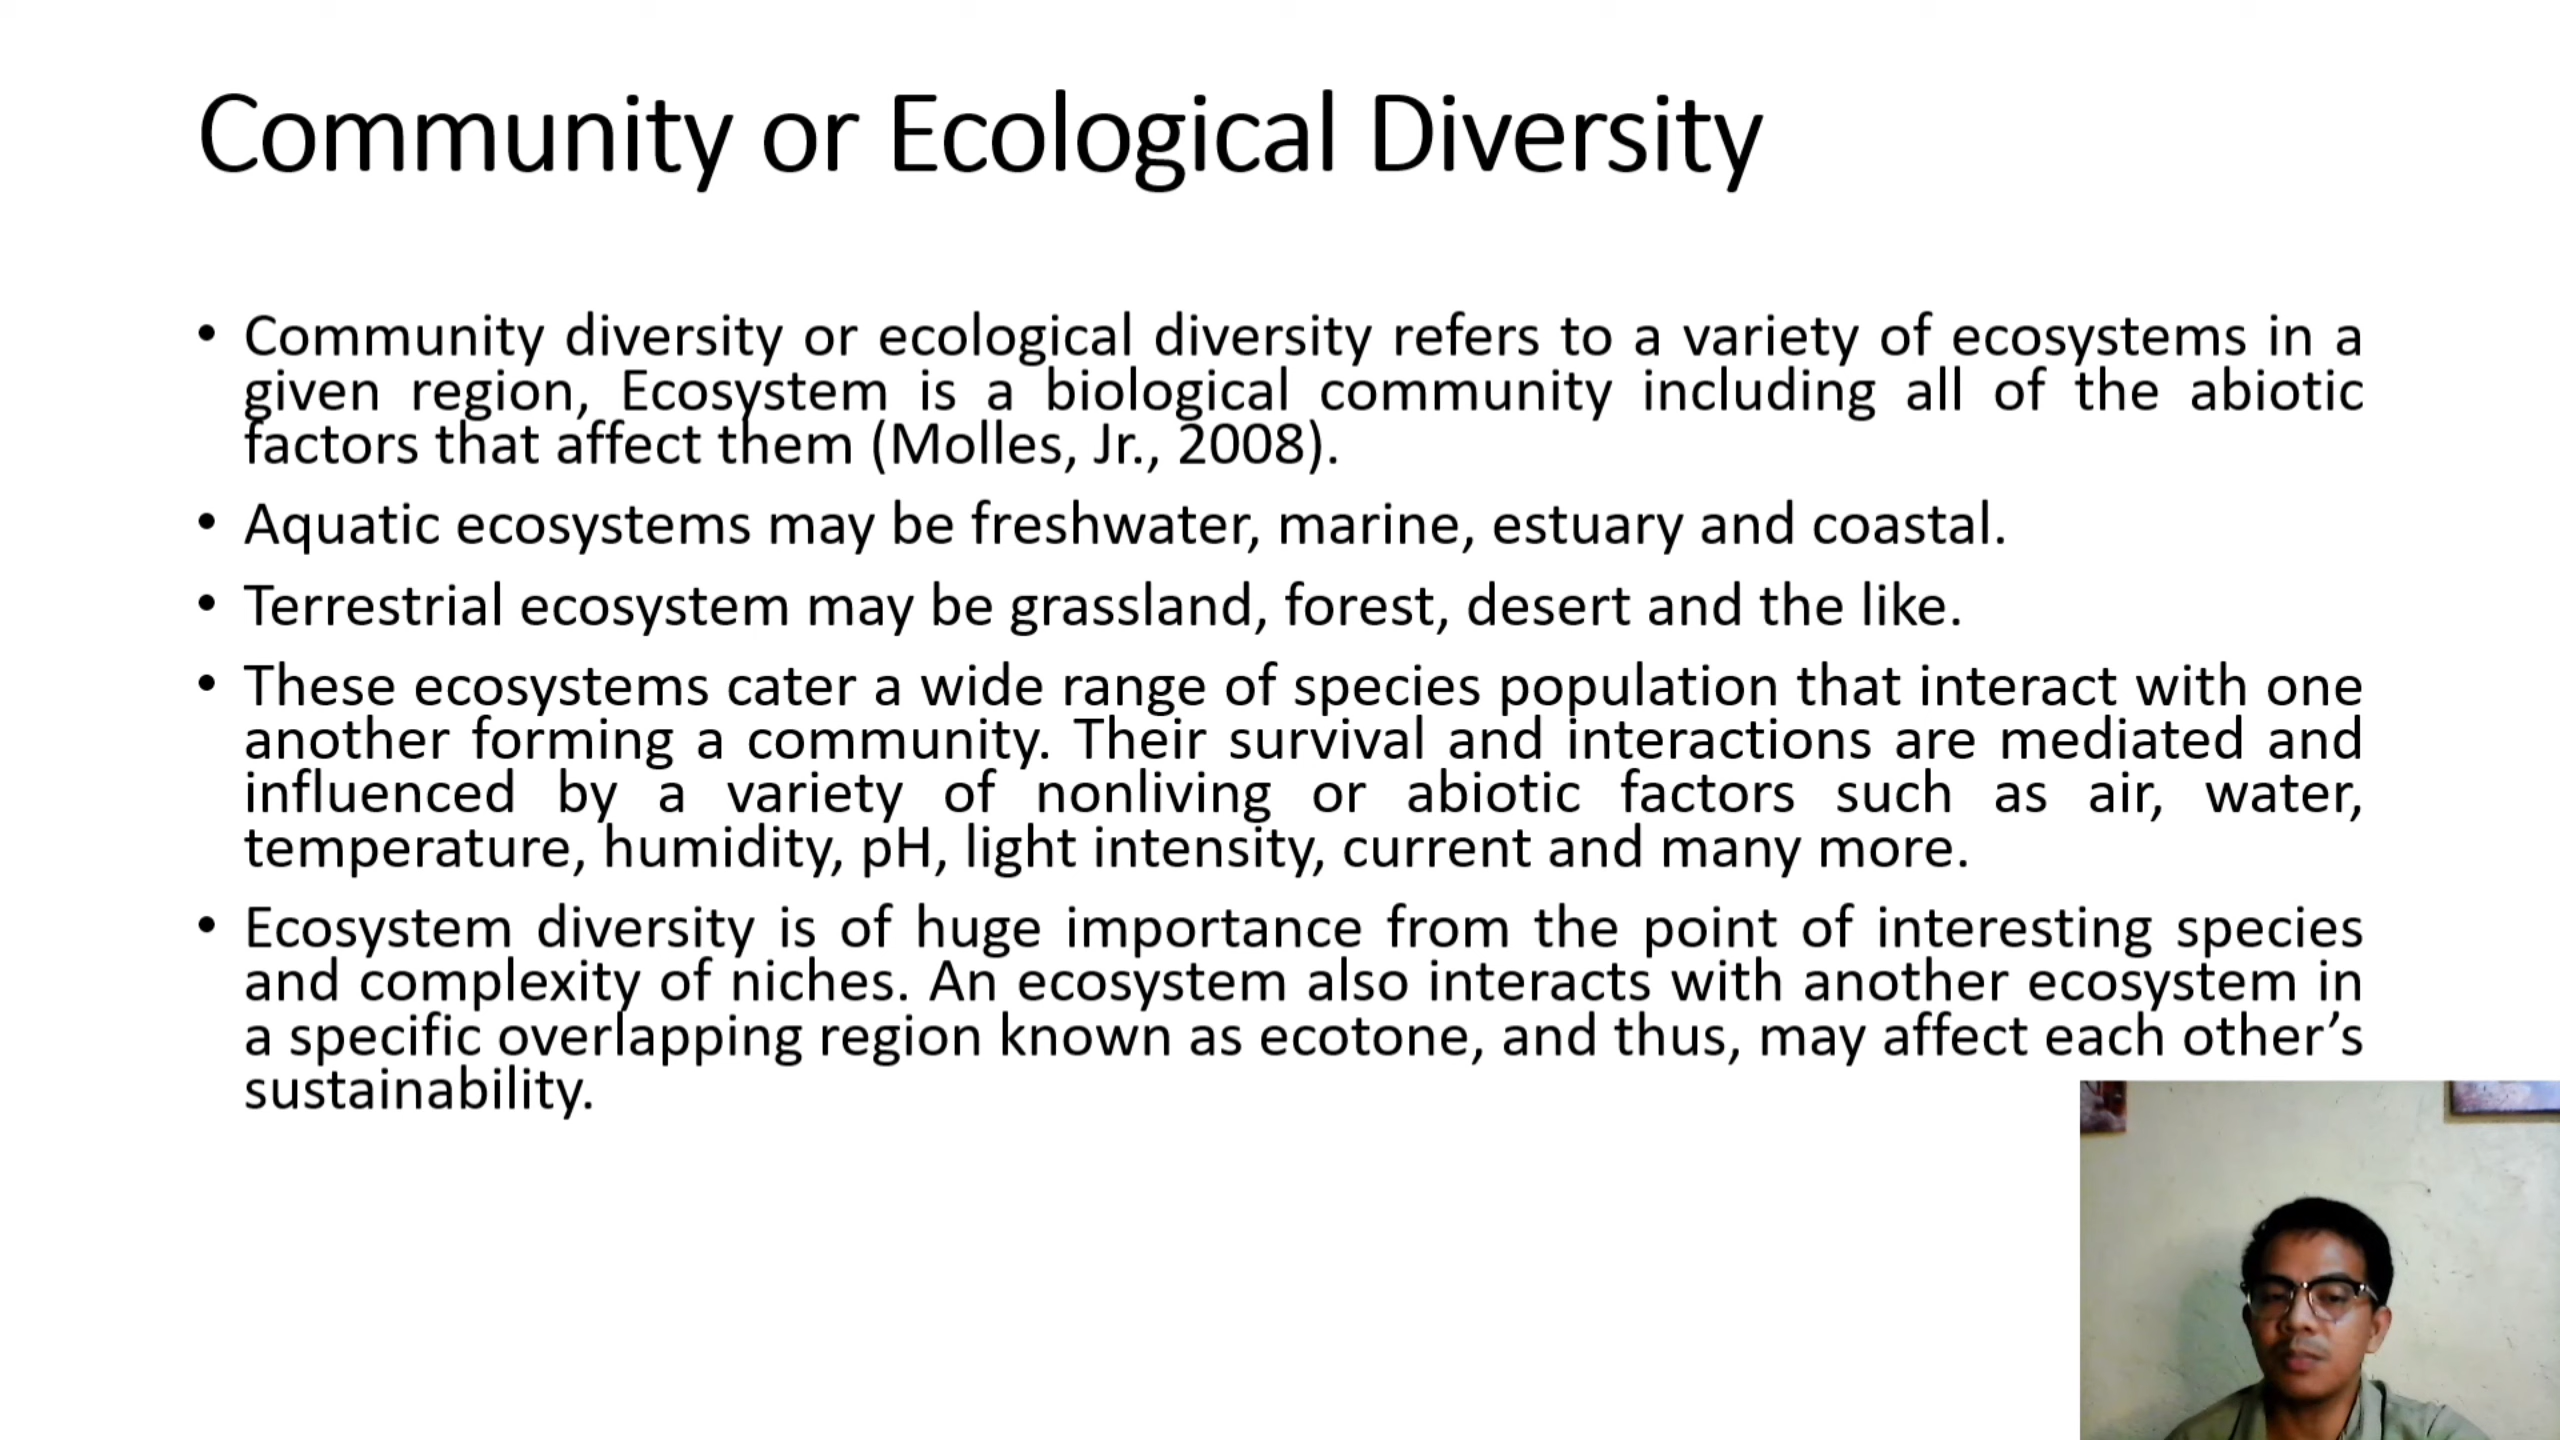 Community or Ecological Diversity
• Community diversity or ecological diversity refers to a variety of ecosystems in a
given region, Ecosystem is a biological community including all of the abiotic
factors that affect them (Molles, Jr., 2008).
• Aquatic ecosystems may be freshwater, marine, estuary and coastal.
• Terrestrial ecosystem may be grassland, forest, desert and the like.
• These ecosystems cater a wide range of species population that interact with one
another forming a community. Their survival and interactions are mediated and
influenced by a variety of nonliving or abiotic factors such as air, water,
temperature, humidity, pH, light intensity, current and many more.
• Ecosystem diversity is of huge importance from the point of interesting species
and complexity of niches. An ecosystem also interacts with another ecosystem in
a specific overlapping region known as ecotone, and thus, may affect each other’s
sustainability.